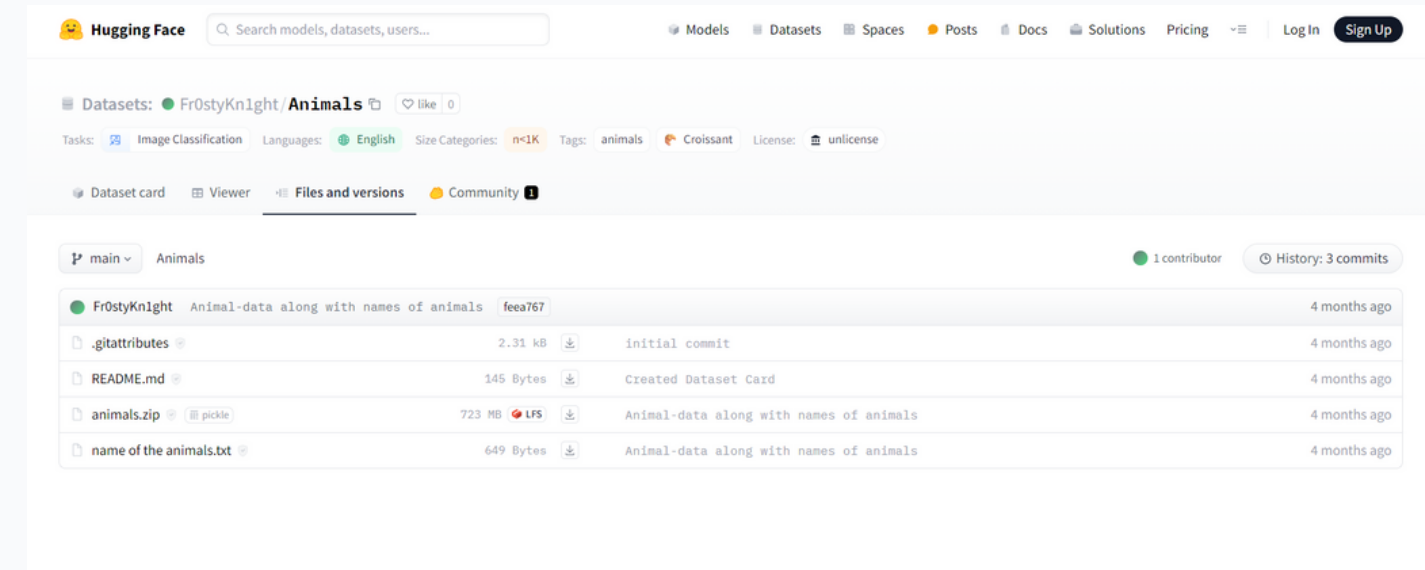 Hugging Face Search models, datasets, users... Models Datasets Spaces Posts Docs Solutions Pricing Log In Sign Up
Datasets: Fr0styKn1ght/Animals like 0
Tasks: Image Classification Languages: English Size Categories: n<1K Tags: animals Croissant License: unlicense
Dataset card Viewer Files and versions Community 1
main Animals 1 contributor History: 3 commits
Fr0styKn1ght Animal-data along with names of animals feea767 4 months ago
.gitattributes 2.31 kB initial commit 4 months ago
README.md 145 Bytes Created Dataset Card 4 months ago
animals.zip pickle 723 MB LFS Animal-data along with names of animals 4 months ago
name of the animals.txt 649 Bytes Animal-data along with names of animals 4 months ago